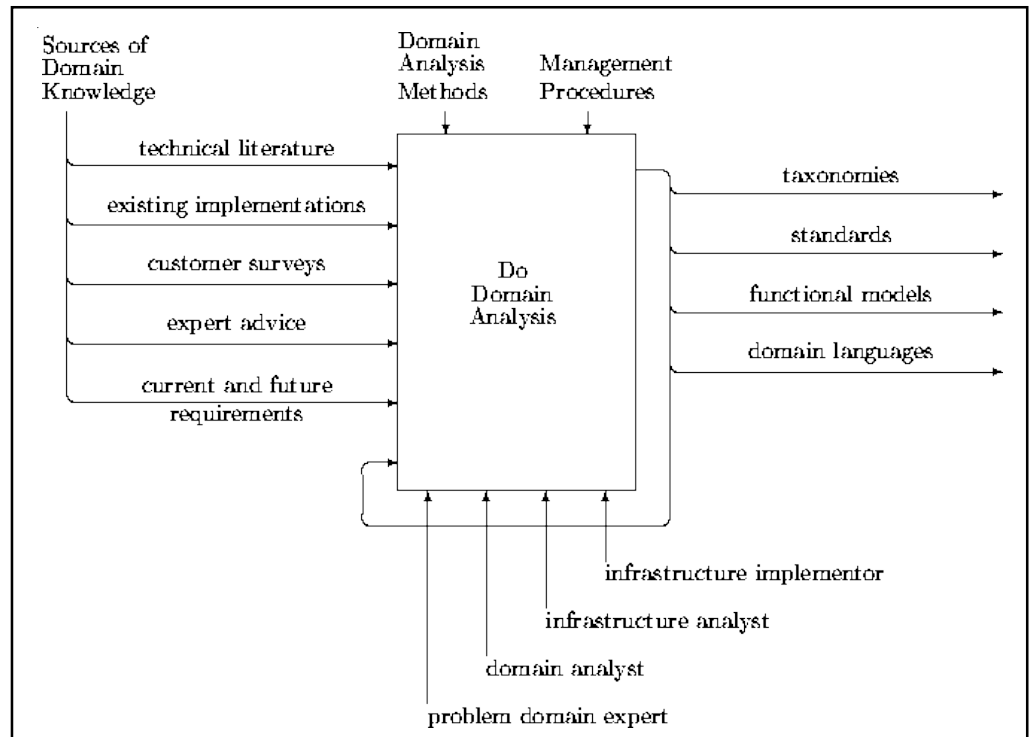 Sources of
Domain
Knowledge
Domain
Analysis
Methods
Management
Procedures
technical literature
existing implementations
customer surveys
expert advice
current and future
requirements
Do
Domain
Analysis
taxonomies
standards
functional models
domain languages
infrastructure implementor
infrastructure analyst
domain analyst
problem domain expert